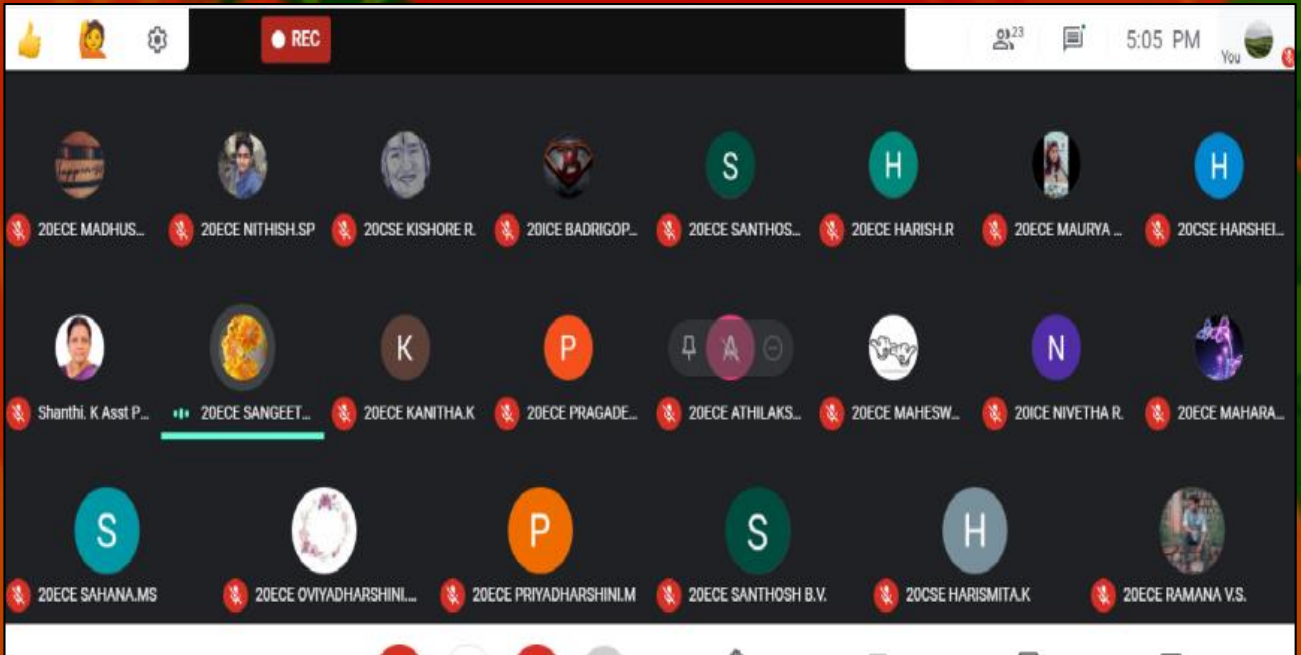 REC 23 5:05 PM You
S H H
20ECE MADHUS... 20ECE NITHISH.SP 20CSE KISHORE R. 20ICE BADRIGOP... 20ECE SANTHOS... 20ECE HARISH.R 20ECE MAURYA ... 20CSE HARSHEI...
K P A N
Shanthi. K Asst P... 20ECE SANGEET... 20ECE KANITHA.K 20ECE PRAGADE... 20ECE ATHILAKS... 20ECE MAHESW... 20ICE NIVETHA R. 20ECE MAHARA...
S P S H
20ECE SAHANA.MS 20ECE OVIYADHARSHINI.... 20ECE PRIYADHARSHINI.M 20ECE SANTHOSH B.V. 20CSE HARISMITA.K 20ECE RAMANA V.S.